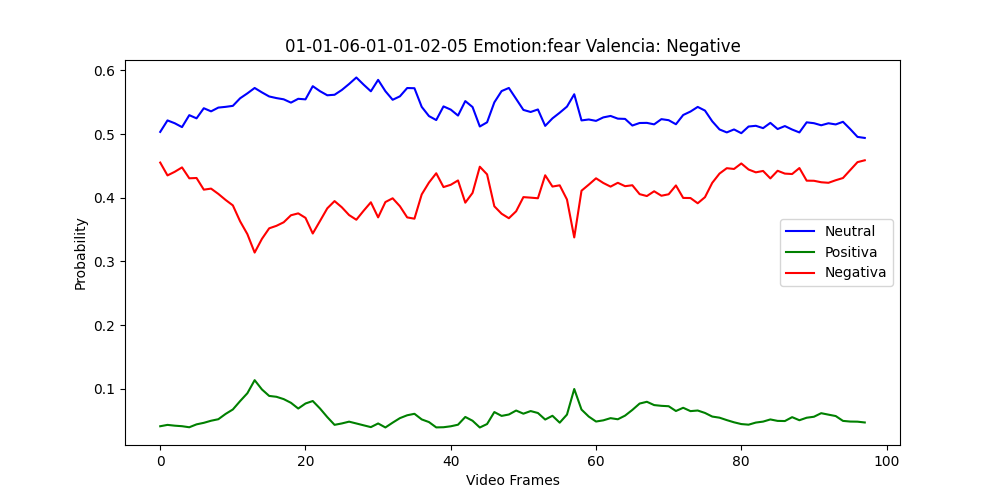 01-01-06-01-01-02-05 Emotion:fear Valencia: Negative
0.6
0.5
0.4
0.3
0.2
0.1
Probability
Neutral
Positiva
Negativa
0 20 40 60 80 100
Video Frames